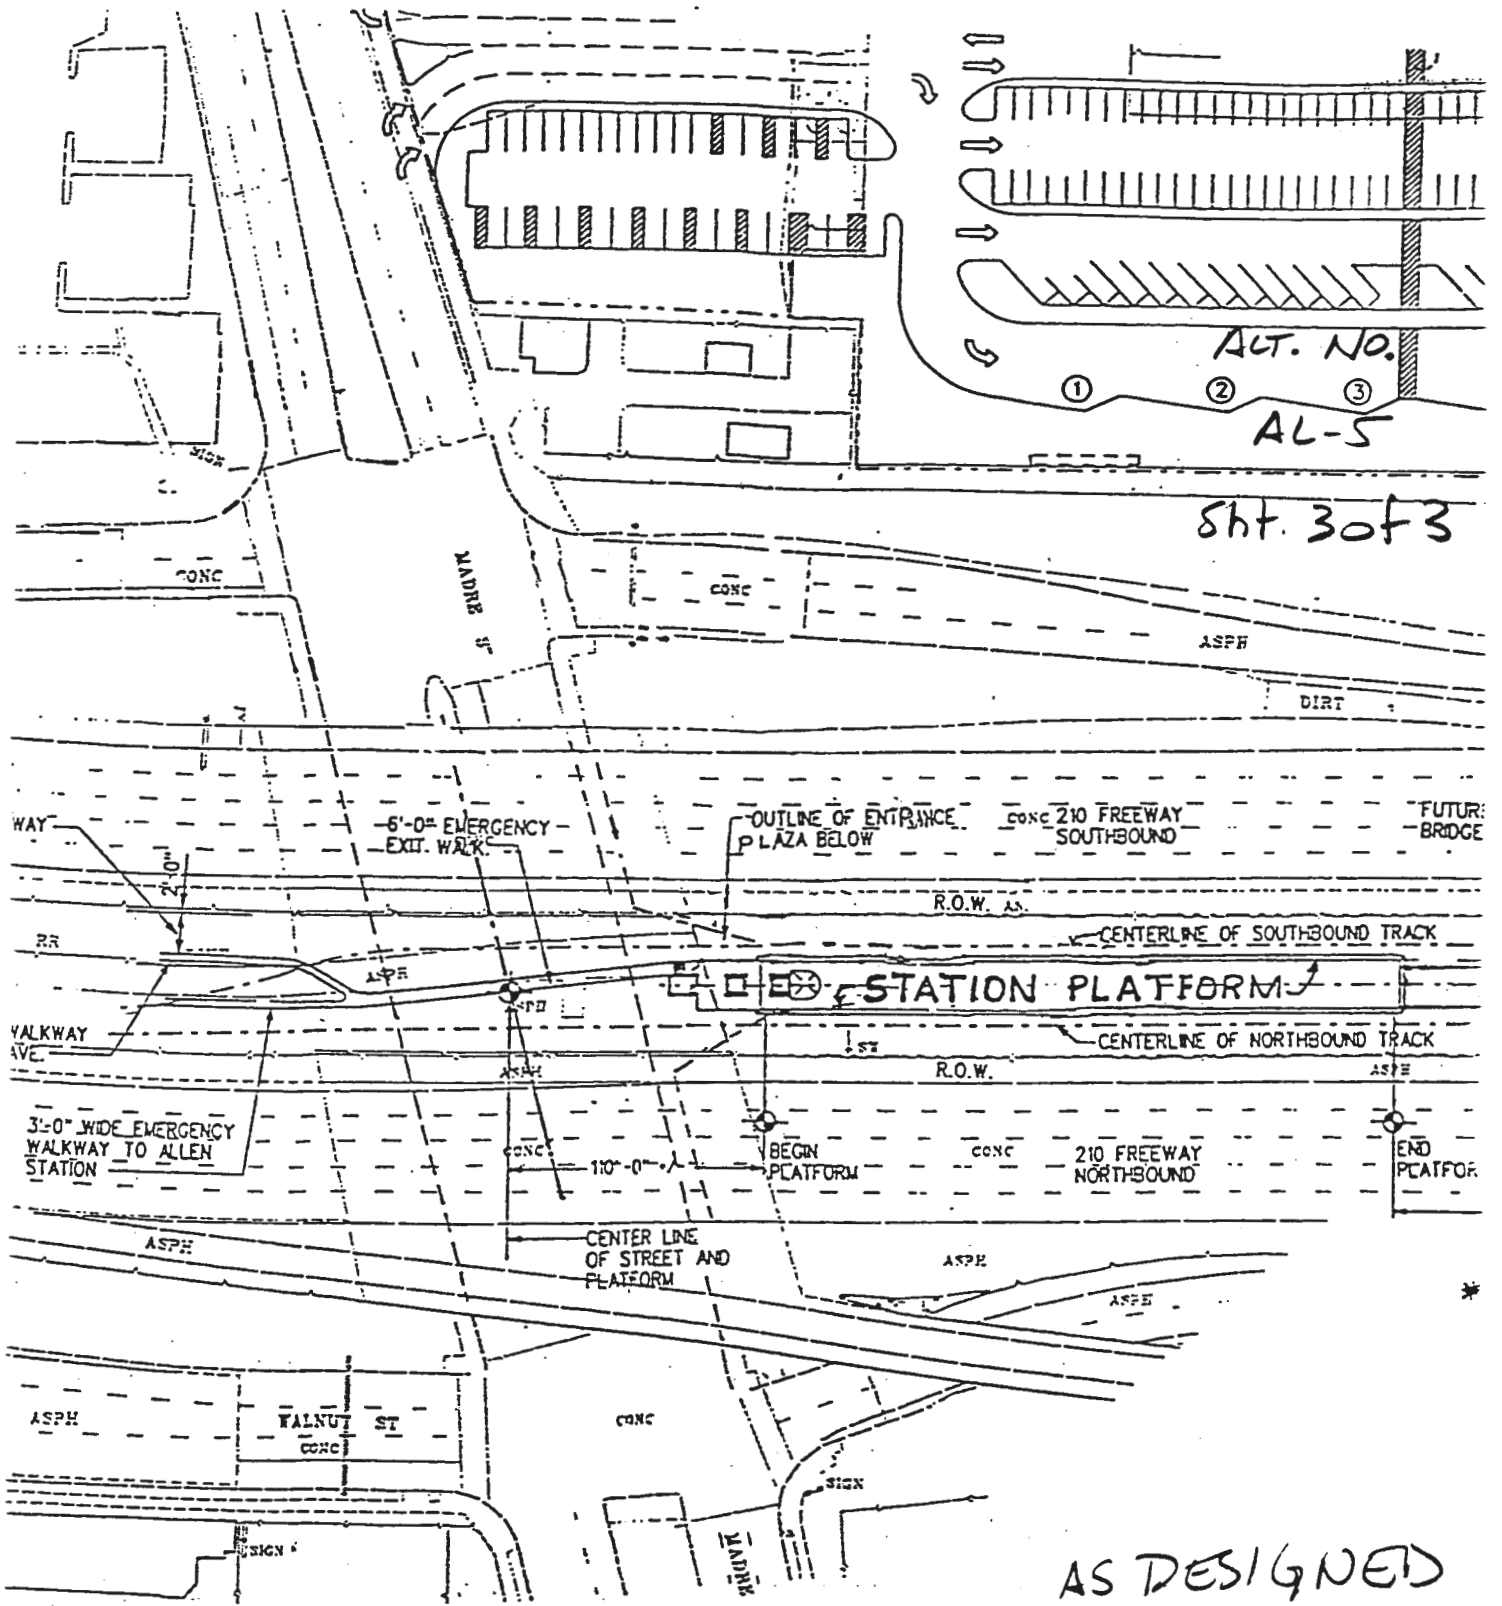 ALT. NO.
1
2
3
AL-5
Sht. 3 of 3
SIGN
CONC
MADRE ST
CONC
ASPH
DIRT
WAY
2'-0"
6'-0" EMERGENCY
EXIT. WALK
OUTLINE OF ENTRANCE
PLAZA BELOW
CONC
210 FREEWAY
SOUTHBOUND
FUTURE
BRIDGE
R.O.W.
RR
ASPH
CENTERLINE OF SOUTHBOUND TRACK
STATION PLATFORM
WALKWAY
AVE.
ST
CENTERLINE OF NORTHBOUND TRACK
ASPH
R.O.W.
ASPH
3'-0" WIDE EMERGENCY
WALKWAY TO ALLEN
STATION
CONC
110'-0"
BEGIN
PLATFORM
CONC
210 FREEWAY
NORTHBOUND
END
PLATFOR
ASPH
CENTER LINE
OF STREET AND
PLATFORM
ASPH
ASPH
ASPH
WALNUT ST
CONC
CONC
SIGN
SIGN
MADRE
AS DESIGNED